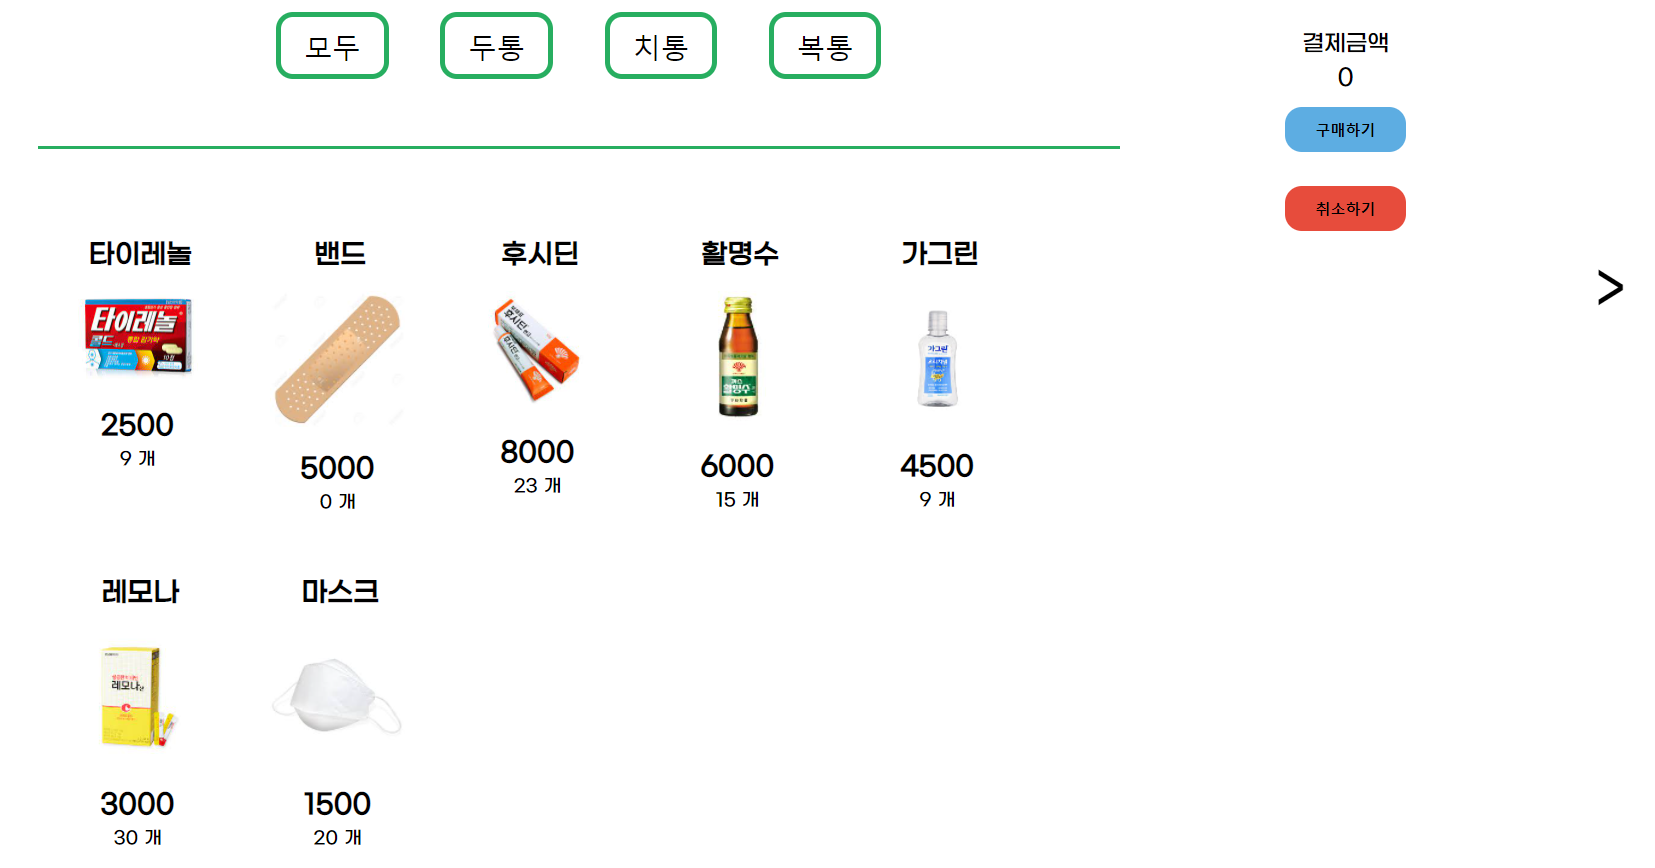 모두
두통
치통
복통
결제금액
0
구매하기
취소하기
>
타이레놀
밴드
후시딘
활명수
가그린
타이레놀
콜드
후시딘
활명수
가그린
2500
9 개
5000
0 개
8000
23 개
6000
15 개
4500
9 개
레모나
마스크
레모나
3000
30 개
1500
20 개